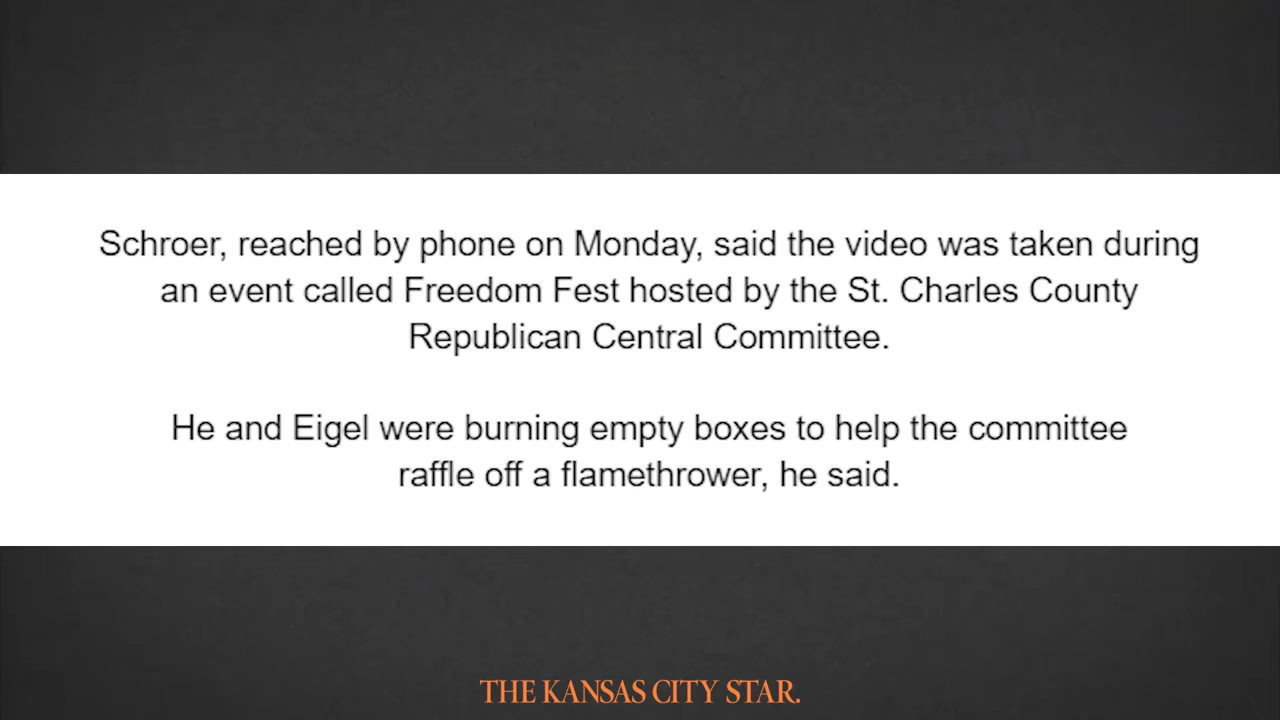 Schroer, reached by phone on Monday, said the video was taken during
an event called Freedom Fest hosted by the St. Charles County
Republican Central Committee.
He and Eigel were burning empty boxes to help the committee
raffle off a flamethrower, he said.
THE KANSAS CITY STAR.